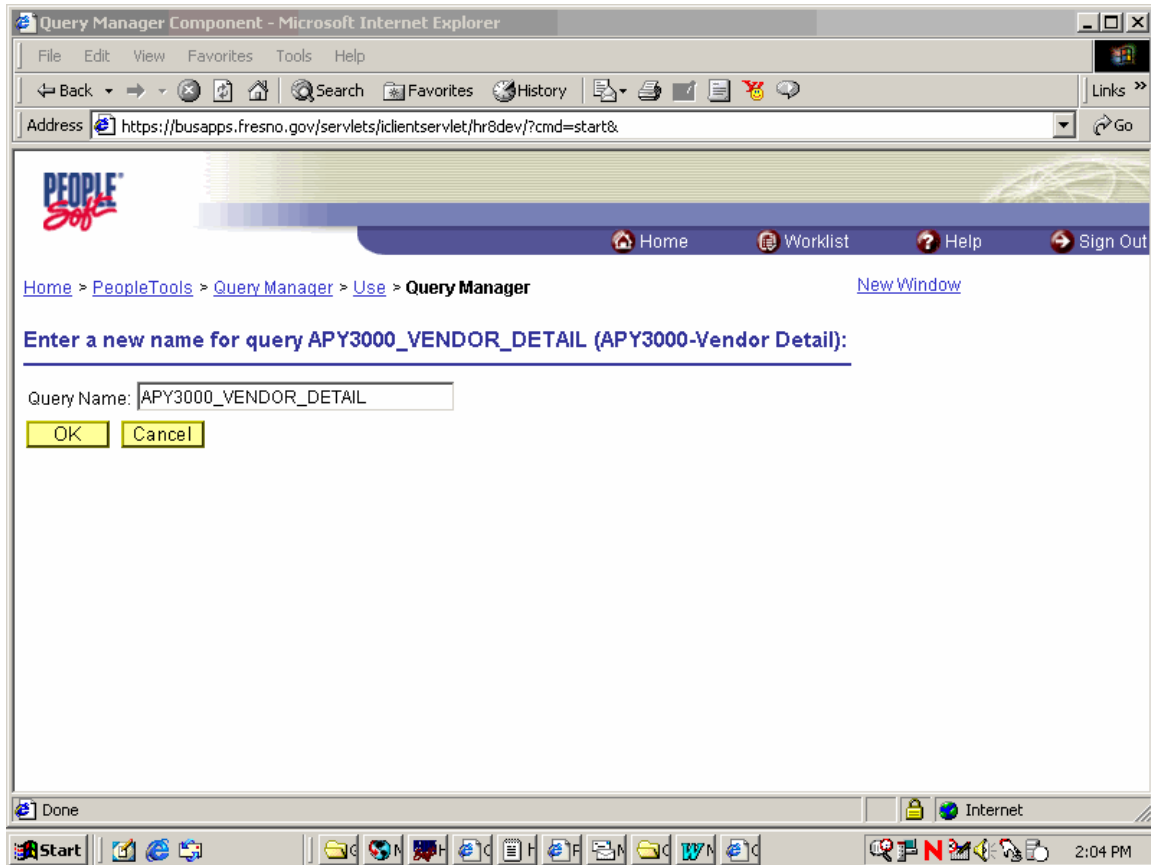 Query Manager Component - Microsoft Internet Explorer
File Edit View Favorites Tools Help
Back Search Favorites History Links »
Address https://busapps.fresno.gov/servlets/iclientservlet/hr8dev/?cmd=start& Go
PEOPLE
Soft
Home Worklist Help Sign Out
Home > PeopleTools > Query Manager > Use > Query Manager New Window
Enter a new name for query APY3000_VENDOR_DETAIL (APY3000-Vendor Detail):
Query Name: APY3000_VENDOR_DETAIL
OK Cancel
Done Internet
Start 2:04 PM